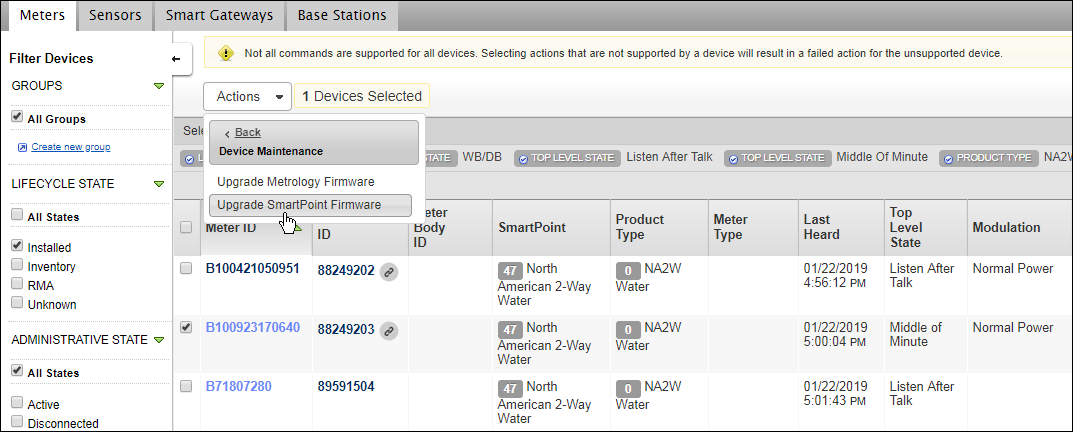 Meters Sensors Smart Gateways Base Stations
Filter Devices
GROUPS
All Groups
Create new group
LIFECYCLE STATE
All States
Installed
Inventory
RMA
Unknown
ADMINISTRATIVE STATE
All States
Active
Disconnected
Not all commands are supported for all devices. Selecting actions that are not supported by a device will result in a failed action for the unsupported device.
Actions 1 Devices Selected
Sele
Back
Device Maintenance
Upgrade Metrology Firmware
Upgrade SmartPoint Firmware
STATE WB/DB TOP LEVEL STATE Listen After Talk TOP LEVEL STATE Middle Of Minute PRODUCT TYPE NA2W
Meter ID
ID
Meter
Body
ID
SmartPoint
Product
Type
Meter
Type
Last
Heard
Top
Level
State
Modulation
B100421050951 88249202 47 North 0 NA2W 01/22/2019 Listen After Normal Power
American 2-Way Water 4:56:12 PM Talk
Water
B100923170640 88249203 47 North 0 NA2W 01/22/2019 Middle of Normal Power
American 2-Way Water 5:00:04 PM Minute
Water
B71807280 89591504 47 North 0 NA2W 01/22/2019 Listen After
American 2-Way Water 5:01:43 PM Talk
Water